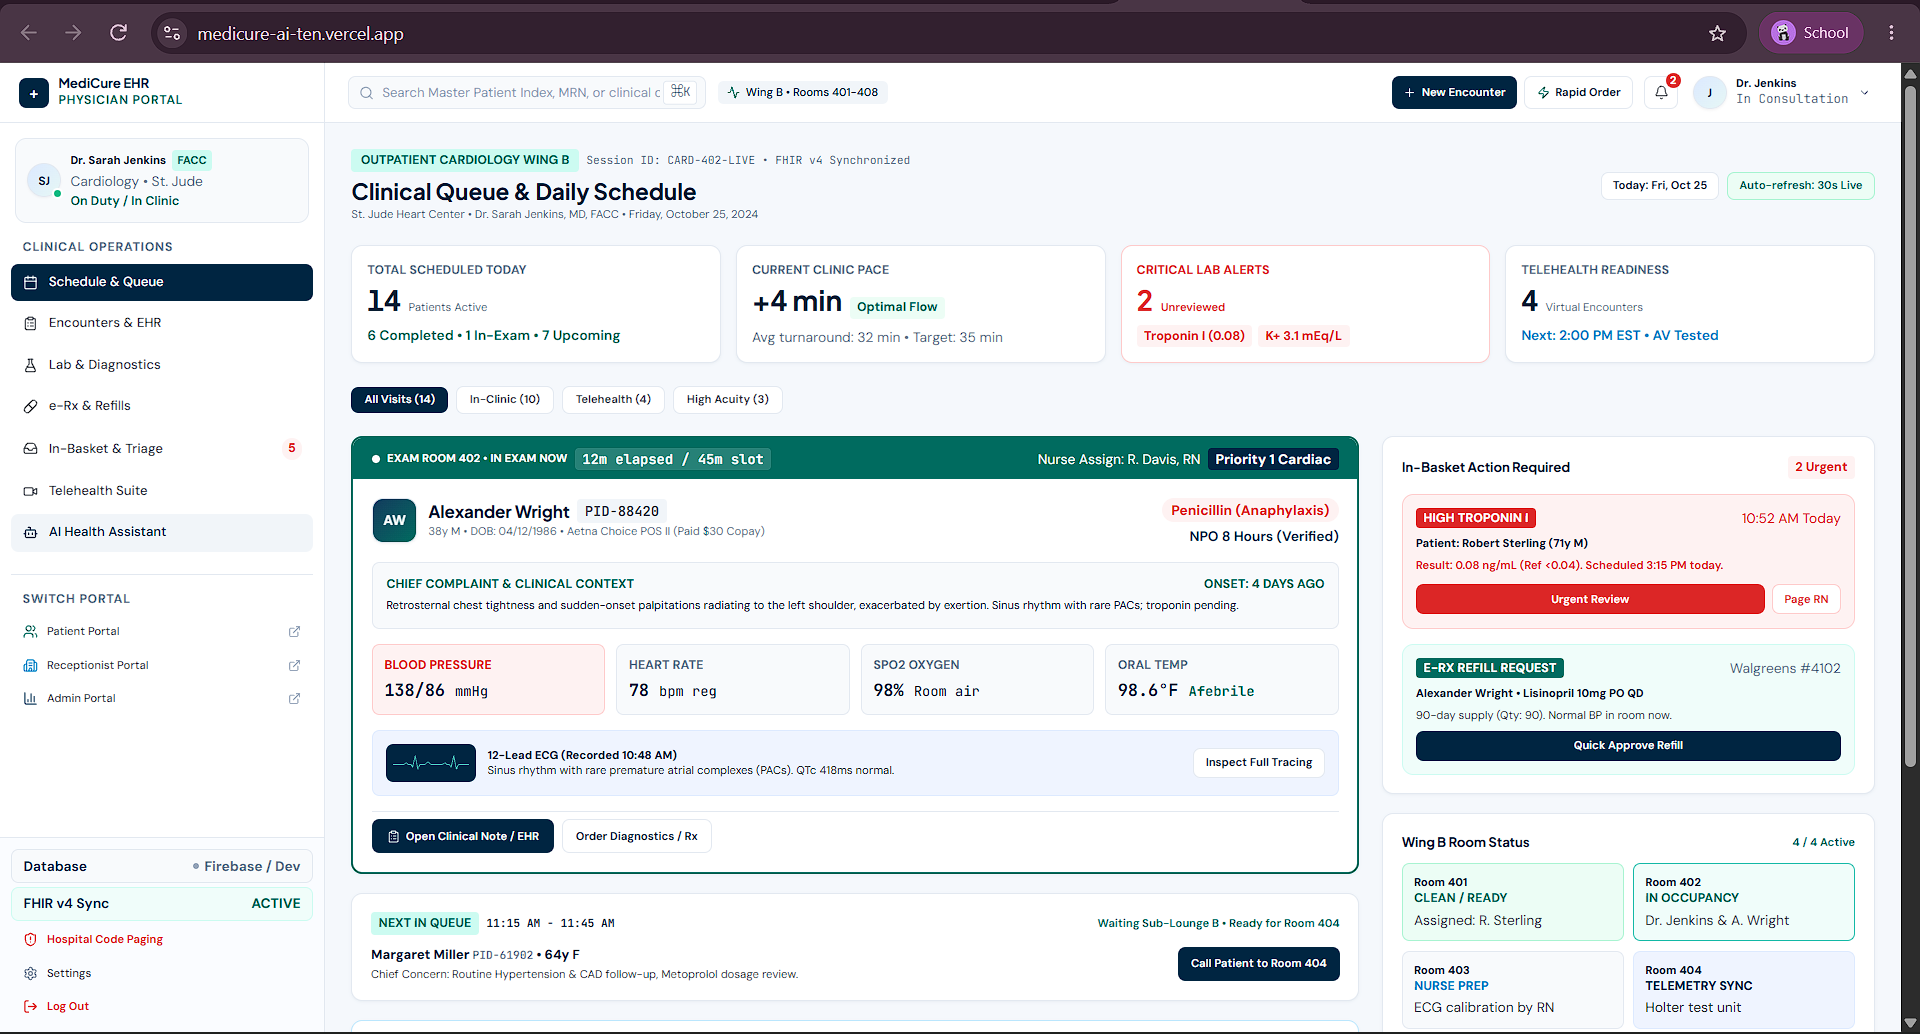 medicure-ai-ten.vercel.app
School
+
MediCure EHR
PHYSICIAN PORTAL
Search Master Patient Index, MRN, or clinical c
⌘K
Wing B • Rooms 401-408
+ New Encounter
Rapid Order
2
J
Dr. Jenkins
In Consultation
SJ
Dr. Sarah Jenkins FACC
Cardiology • St. Jude
On Duty / In Clinic
CLINICAL OPERATIONS
Schedule & Queue
Encounters & EHR
Lab & Diagnostics
e-Rx & Refills
In-Basket & Triage 5
Telehealth Suite
AI Health Assistant
SWITCH PORTAL
Patient Portal
Receptionist Portal
Admin Portal
Database • Firebase / Dev
FHIR v4 Sync ACTIVE
Hospital Code Paging
Settings
Log Out
OUTPATIENT CARDIOLOGY WING B Session ID: CARD-402-LIVE • FHIR v4 Synchronized
Clinical Queue & Daily Schedule
St. Jude Heart Center • Dr. Sarah Jenkins, MD, FACC • Friday, October 25, 2024
Today: Fri, Oct 25
Auto-refresh: 30s Live
TOTAL SCHEDULED TODAY
14 Patients Active
6 Completed • 1 In-Exam • 7 Upcoming
CURRENT CLINIC PACE
+4 min Optimal Flow
Avg turnaround: 32 min • Target: 35 min
CRITICAL LAB ALERTS
2 Unreviewed
Troponin I (0.08) K+ 3.1 mEq/L
TELEHEALTH READINESS
4 Virtual Encounters
Next: 2:00 PM EST • AV Tested
All Visits (14) In-Clinic (10) Telehealth (4) High Acuity (3)
EXAM ROOM 402 • IN EXAM NOW 12m elapsed / 45m slot
Nurse Assign: R. Davis, RN Priority 1 Cardiac
AW
Alexander Wright PID-88420
38y M • DOB: 04/12/1986 • Aetna Choice POS II (Paid $30 Copay)
Penicillin (Anaphylaxis)
NPO 8 Hours (Verified)
CHIEF COMPLAINT & CLINICAL CONTEXT ONSET: 4 DAYS AGO
Retrosternal chest tightness and sudden-onset palpitations radiating to the left shoulder, exacerbated by exertion. Sinus rhythm with rare PACs; troponin pending.
BLOOD PRESSURE
138/86 mmHg
HEART RATE
78 bpm reg
SPO2 OXYGEN
98% Room air
ORAL TEMP
98.6°F Afebrile
12-Lead ECG (Recorded 10:48 AM)
Sinus rhythm with rare premature atrial complexes (PACs). QTc 418ms normal.
Inspect Full Tracing
Open Clinical Note / EHR
Order Diagnostics / Rx
NEXT IN QUEUE 11:15 AM - 11:45 AM
Waiting Sub-Lounge B • Ready for Room 404
Margaret Miller PID-61902 • 64y F
Chief Concern: Routine Hypertension & CAD follow-up, Metoprolol dosage review.
Call Patient to Room 404
In-Basket Action Required 2 Urgent
HIGH TROPONIN I 10:52 AM Today
Patient: Robert Sterling (71y M)
Result: 0.08 ng/mL (Ref <0.04). Scheduled 3:15 PM today.
Urgent Review
Page RN
E-RX REFILL REQUEST Walgreens #4102
Alexander Wright • Lisinopril 10mg PO QD
90-day supply (Qty: 90). Normal BP in room now.
Quick Approve Refill
Wing B Room Status 4 / 4 Active
Room 401
CLEAN / READY
Assigned: R. Sterling
Room 402
IN OCCUPANCY
Dr. Jenkins & A. Wright
Room 403
NURSE PREP
ECG calibration by RN
Room 404
TELEMETRY SYNC
Holter test unit